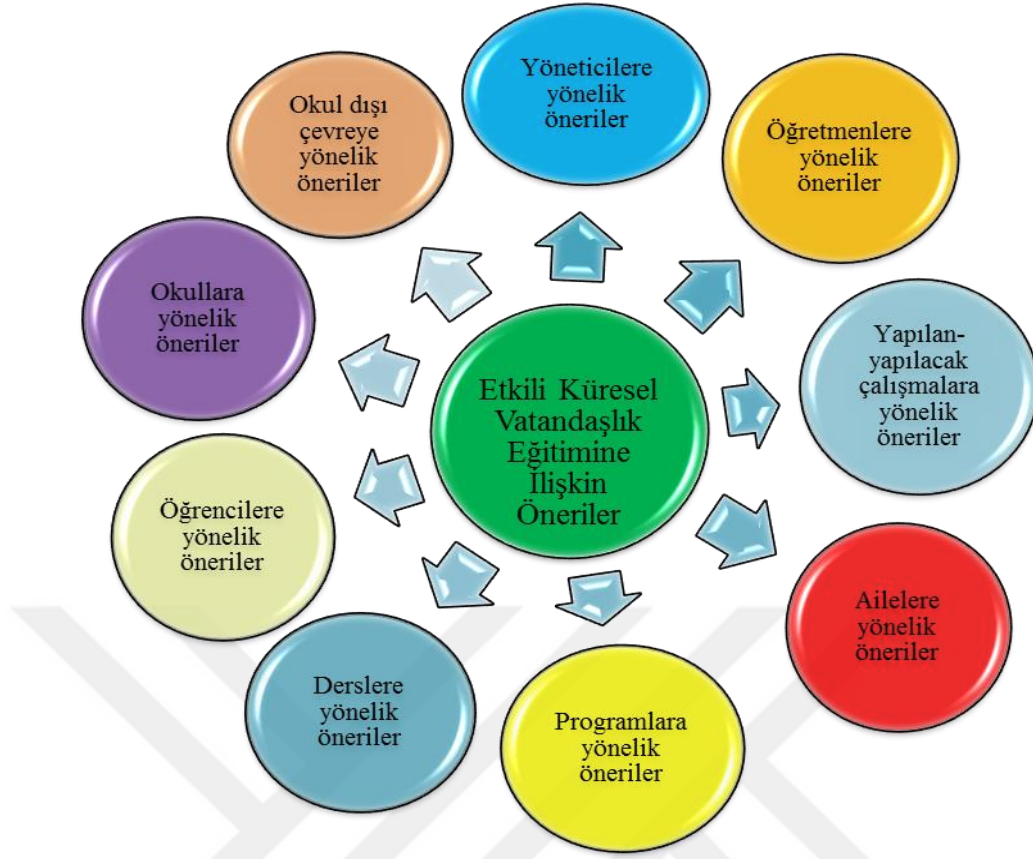 Yöneticilere
yönelik
öneriler
Öğretmenlere
yönelik
öneriler
Yapılan-
yapılacak
çalışmalara
yönelik
öneriler
Ailelere
yönelik
öneriler
Programlara
yönelik
öneriler
Derslere
yönelik
öneriler
Öğrencilere
yönelik
öneriler
Okullara
yönelik
öneriler
Okul dışı
çevreye
yönelik
öneriler
Etkili Küresel
Vatandaşlık
Eğitimine
İlişkin
Öneriler